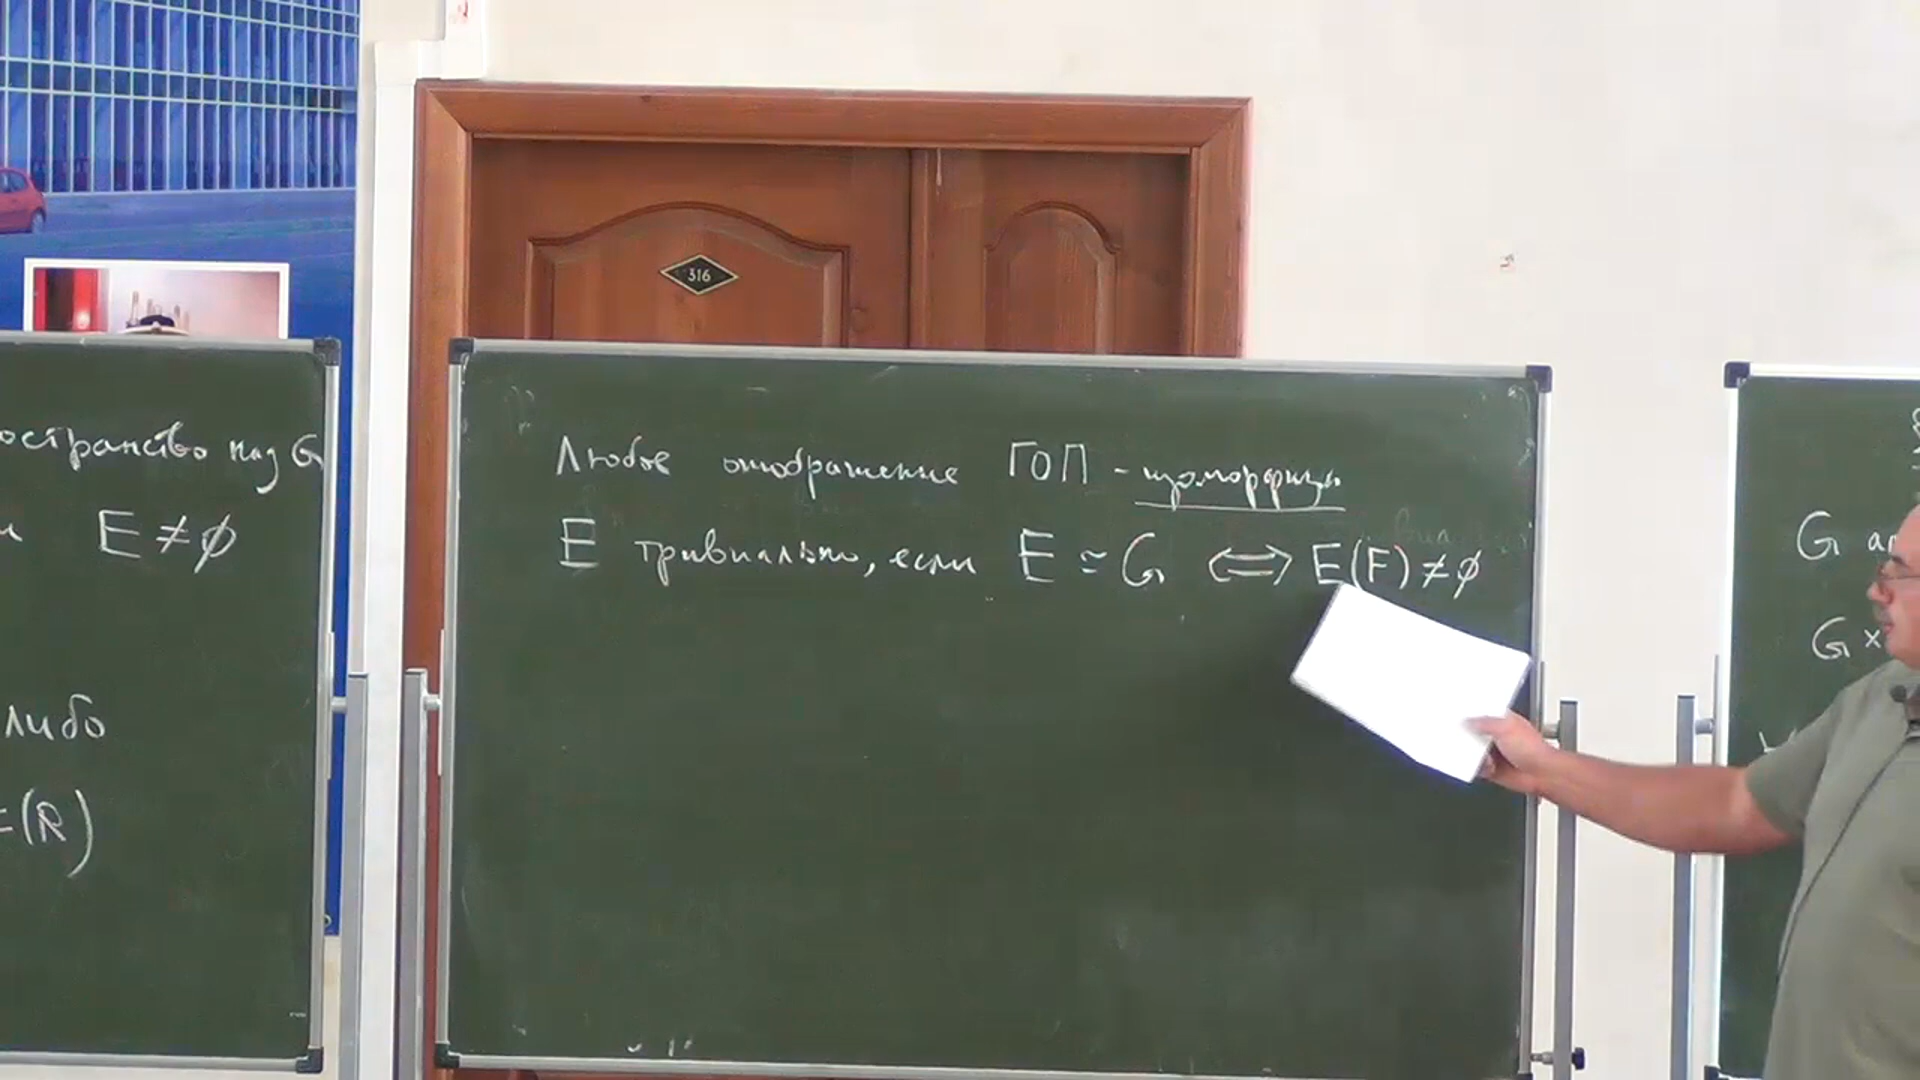 316
остранство над G
E ≠ ∅
либо
=(R)
Любое отображение ГОП - изоморфизм
E тривиально, если E ≃ G ⟺ E(F) ≠ ∅
G
G ×